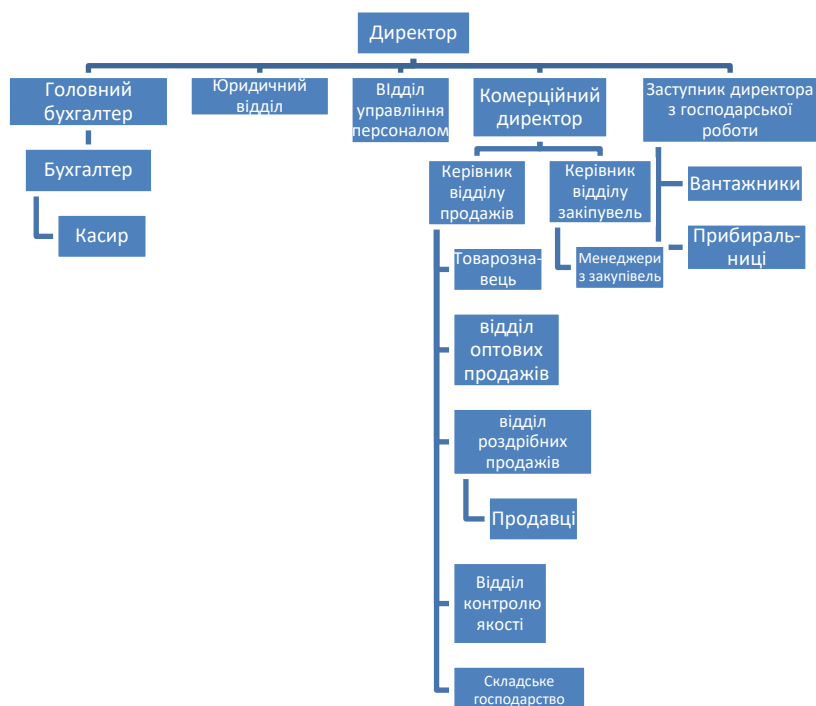 Директор
Головний
бухгалтер
Юридичний
відділ
ВІдділ
управління
персоналом
Комерційний
директор
Заступник директора
з господарської
роботи
Бухгалтер
Касир
Керівник
відділу
продажів
Керівник
відділу
закіпувель
Вантажники
Прибираль-
ниці
Товарозна-
вець
Менеджери
з закупівель
відділ
оптових
продажів
відділ
роздрібних
продажів
Продавці
Відділ
контролю
якості
Складське
господарство